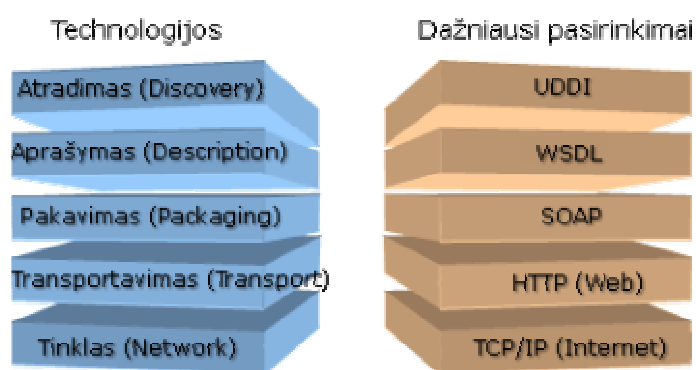 Technologijos
Dažniausi pasirinkimai
Atradimas (Discovery)
UDDI
Aprašymas (Description)
WSDL
Pakavimas (Packaging)
SOAP
Transportavimas (Transport)
HTTP (Web)
Tinklas (Network)
TCP/IP (Internet)